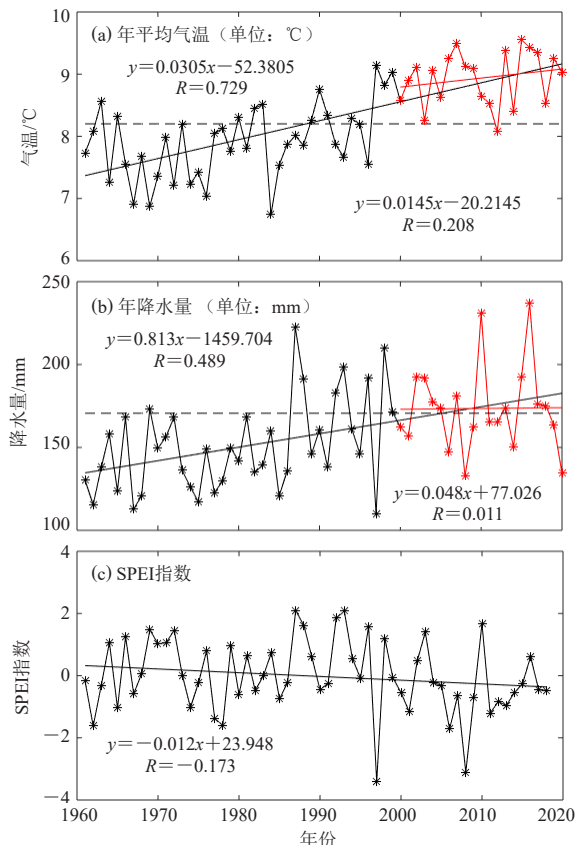 (a) 年平均气温（单位：℃）
y＝0.0305x－52.3805
R＝0.729
y＝0.0145x－20.2145
R＝0.208
气温/℃
10
9
8
7
6
(b) 年降水量 （单位：mm）
y＝0.813x－1459.704
R＝0.489
y＝0.048x＋77.026
R＝0.011
降水量/mm
250
200
150
100
(c) SPEI指数
y＝－0.012x＋23.948
R＝－0.173
SPEI指数
4
2
0
－2
－4
1960 1970 1980 1990 2000 2010 2020
年份